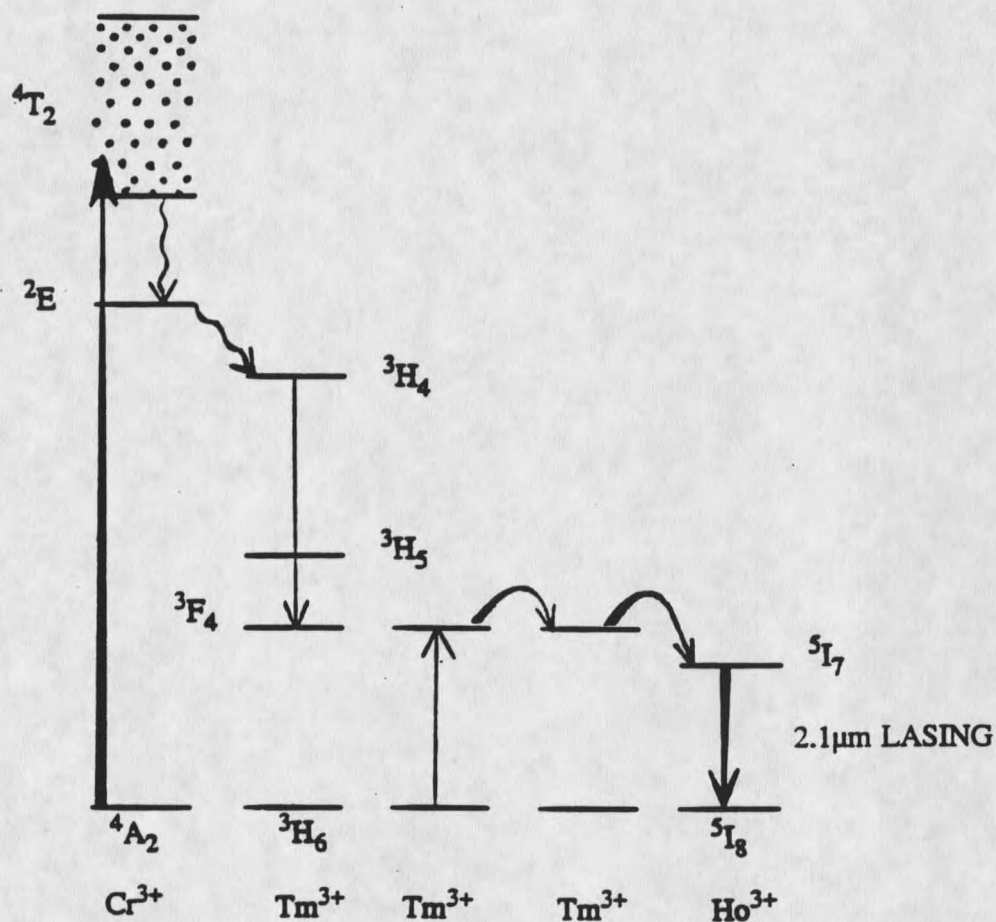 ⁴T₂
²E
³H₄
³H₅
³F₄
⁵I₇
2.1μm LASING
⁴A₂ ³H₆ ⁵I₈
Cr³⁺ Tm³⁺ Tm³⁺ Tm³⁺ Ho³⁺